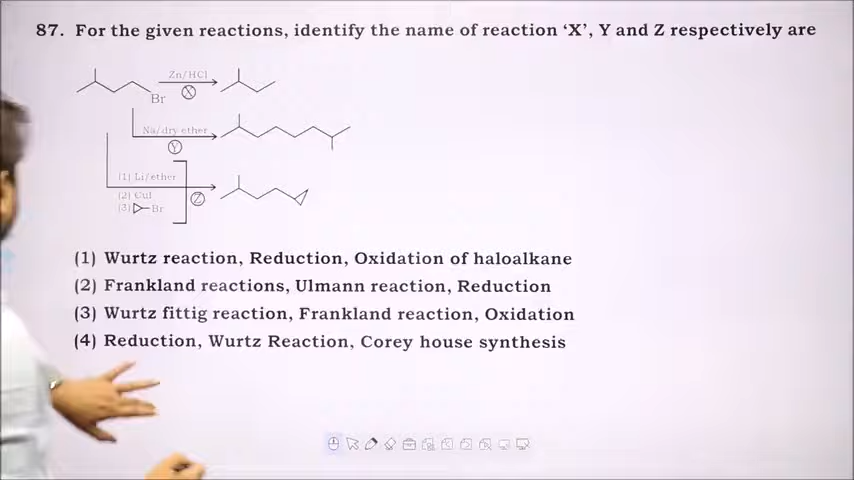 87. For the given reactions, identify the name of reaction ‘X’, Y and Z respectively are
Zn/HCl
X
Br
Na/dry ether
Y
(1) Li/ether
(2) CuI
(3) Br
Z
(1) Wurtz reaction, Reduction, Oxidation of haloalkane
(2) Frankland reactions, Ulmann reaction, Reduction
(3) Wurtz fittig reaction, Frankland reaction, Oxidation
(4) Reduction, Wurtz Reaction, Corey house synthesis